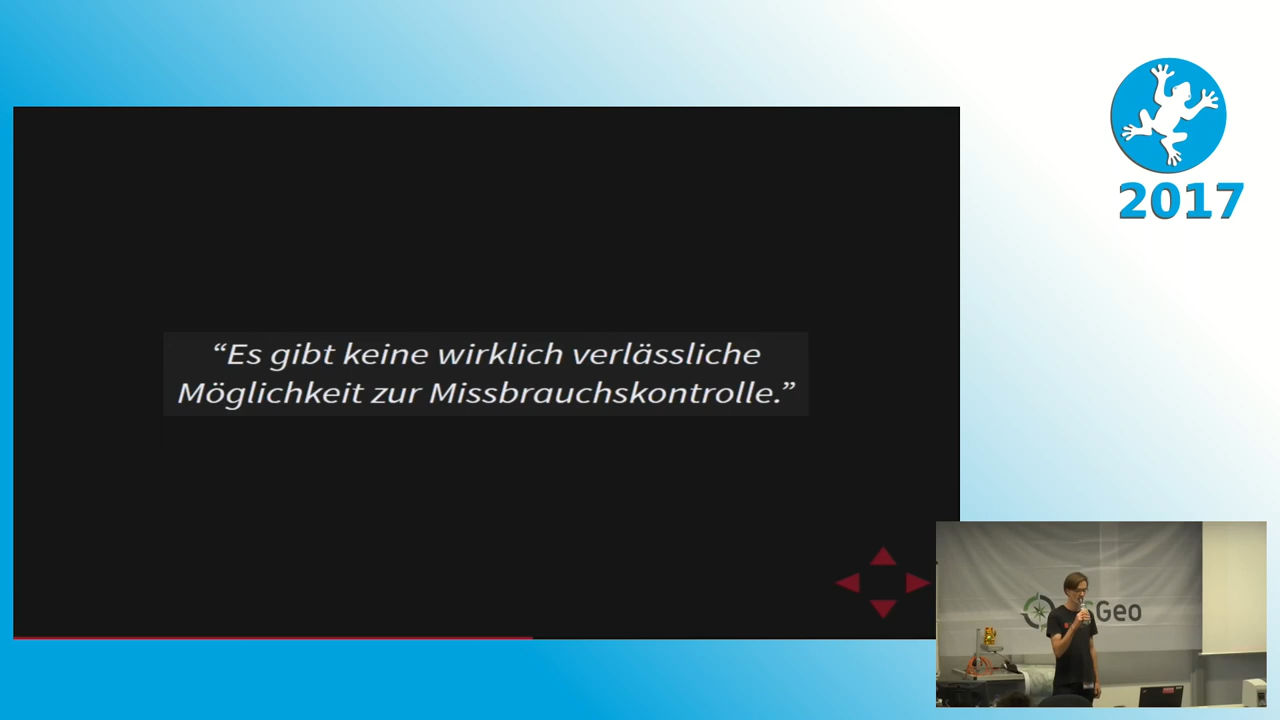 2017
“Es gibt keine wirklich verlässliche
Möglichkeit zur Missbrauchskontrolle.”
Geo